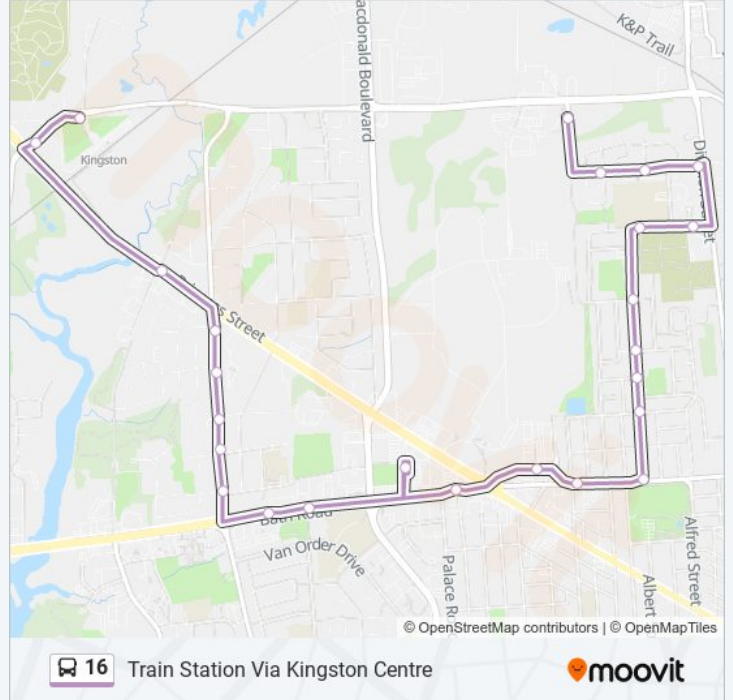 K&P Trail
acdonald Boulevard
Kingston
Street
Bath Road
Van Order Drive
Palace R
Alfred Street
Albert
© OpenStreetMap contributors | © OpenMapTiles
16 Train Station Via Kingston Centre
moovit